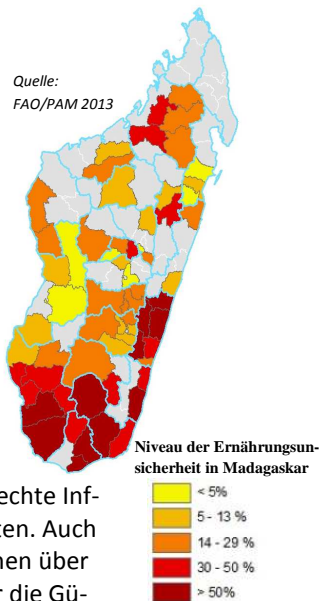 Quelle:
FAO/PAM 2013
Niveau der Ernährungsun-
sicherheit in Madagaskar
< 5%
5 - 13 %
14 - 29 %
30 - 50 %
> 50%
echte Inf-
ten. Auch
nen über
r die Gü-